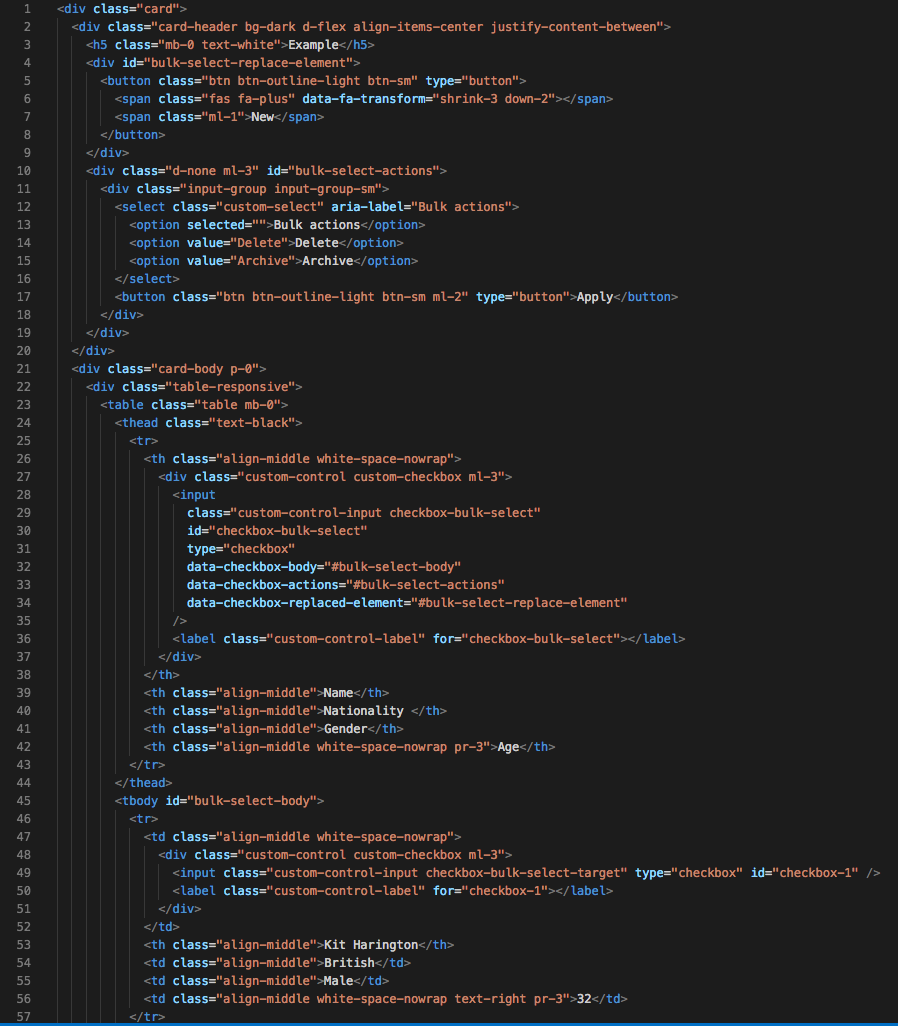 1 <div class="card">
2 <div class="card-header bg-dark d-flex align-items-center justify-content-between">
3 <h5 class="mb-0 text-white">Example</h5>
4 <div id="bulk-select-replace-element">
5 <button class="btn btn-outline-light btn-sm" type="button">
6 <span class="fas fa-plus" data-fa-transform="shrink-3 down-2"></span>
7 <span class="ml-1">New</span>
8 </button>
9 </div>
10 <div class="d-none ml-3" id="bulk-select-actions">
11 <div class="input-group input-group-sm">
12 <select class="custom-select" aria-label="Bulk actions">
13 <option selected="">Bulk actions</option>
14 <option value="Delete">Delete</option>
15 <option value="Archive">Archive</option>
16 </select>
17 <button class="btn btn-outline-light btn-sm ml-2" type="button">Apply</button>
18 </div>
19 </div>
20 </div>
21 <div class="card-body p-0">
22 <div class="table-responsive">
23 <table class="table mb-0">
24 <thead class="text-black">
25 <tr>
26 <th class="align-middle white-space-nowrap">
27 <div class="custom-control custom-checkbox ml-3">
28 <input
29 class="custom-control-input checkbox-bulk-select"
30 id="checkbox-bulk-select"
31 type="checkbox"
32 data-checkbox-body="#bulk-select-body"
33 data-checkbox-actions="#bulk-select-actions"
34 data-checkbox-replaced-element="#bulk-select-replace-element"
35 />
36 <label class="custom-control-label" for="checkbox-bulk-select"></label>
37 </div>
38 </th>
39 <th class="align-middle">Name</th>
40 <th class="align-middle">Nationality </th>
41 <th class="align-middle">Gender</th>
42 <th class="align-middle white-space-nowrap pr-3">Age</th>
43 </tr>
44 </thead>
45 <tbody id="bulk-select-body">
46 <tr>
47 <td class="align-middle white-space-nowrap">
48 <div class="custom-control custom-checkbox ml-3">
49 <input class="custom-control-input checkbox-bulk-select-target" type="checkbox" id="checkbox-1" />
50 <label class="custom-control-label" for="checkbox-1"></label>
51 </div>
52 </td>
53 <th class="align-middle">Kit Harington</th>
54 <td class="align-middle">British</td>
55 <td class="align-middle">Male</td>
56 <td class="align-middle white-space-nowrap text-right pr-3">32</td>
57 </tr>